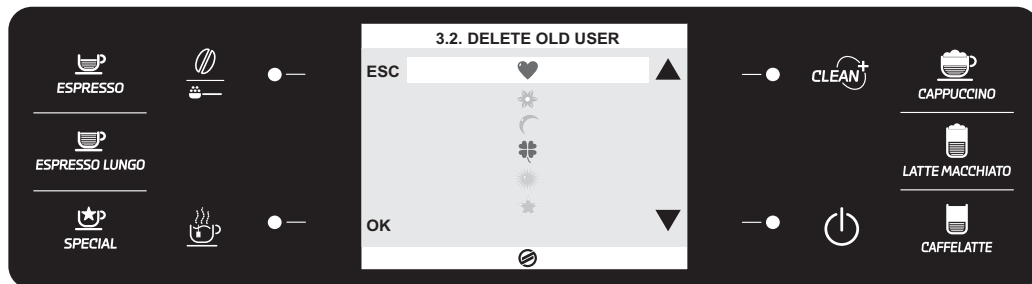 3.2. DELETE OLD USER
ESC
OK
ESPRESSO
ESPRESSO LUNGO
SPECIAL
CLEAN+
CAPPUCCINO
LATTE MACCHIATO
CAFFELATTE